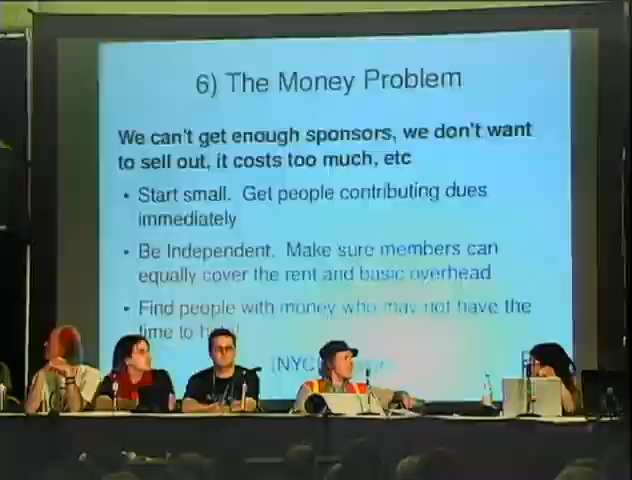 6) The Money Problem
We can't get enough sponsors, we don't want
to sell out, it costs too much, etc
• Start small. Get people contributing dues
immediately
• Be Independent. Make sure members can
equally cover the rent and basic overhead
• Find people with money who may not have the
time to
(NYC